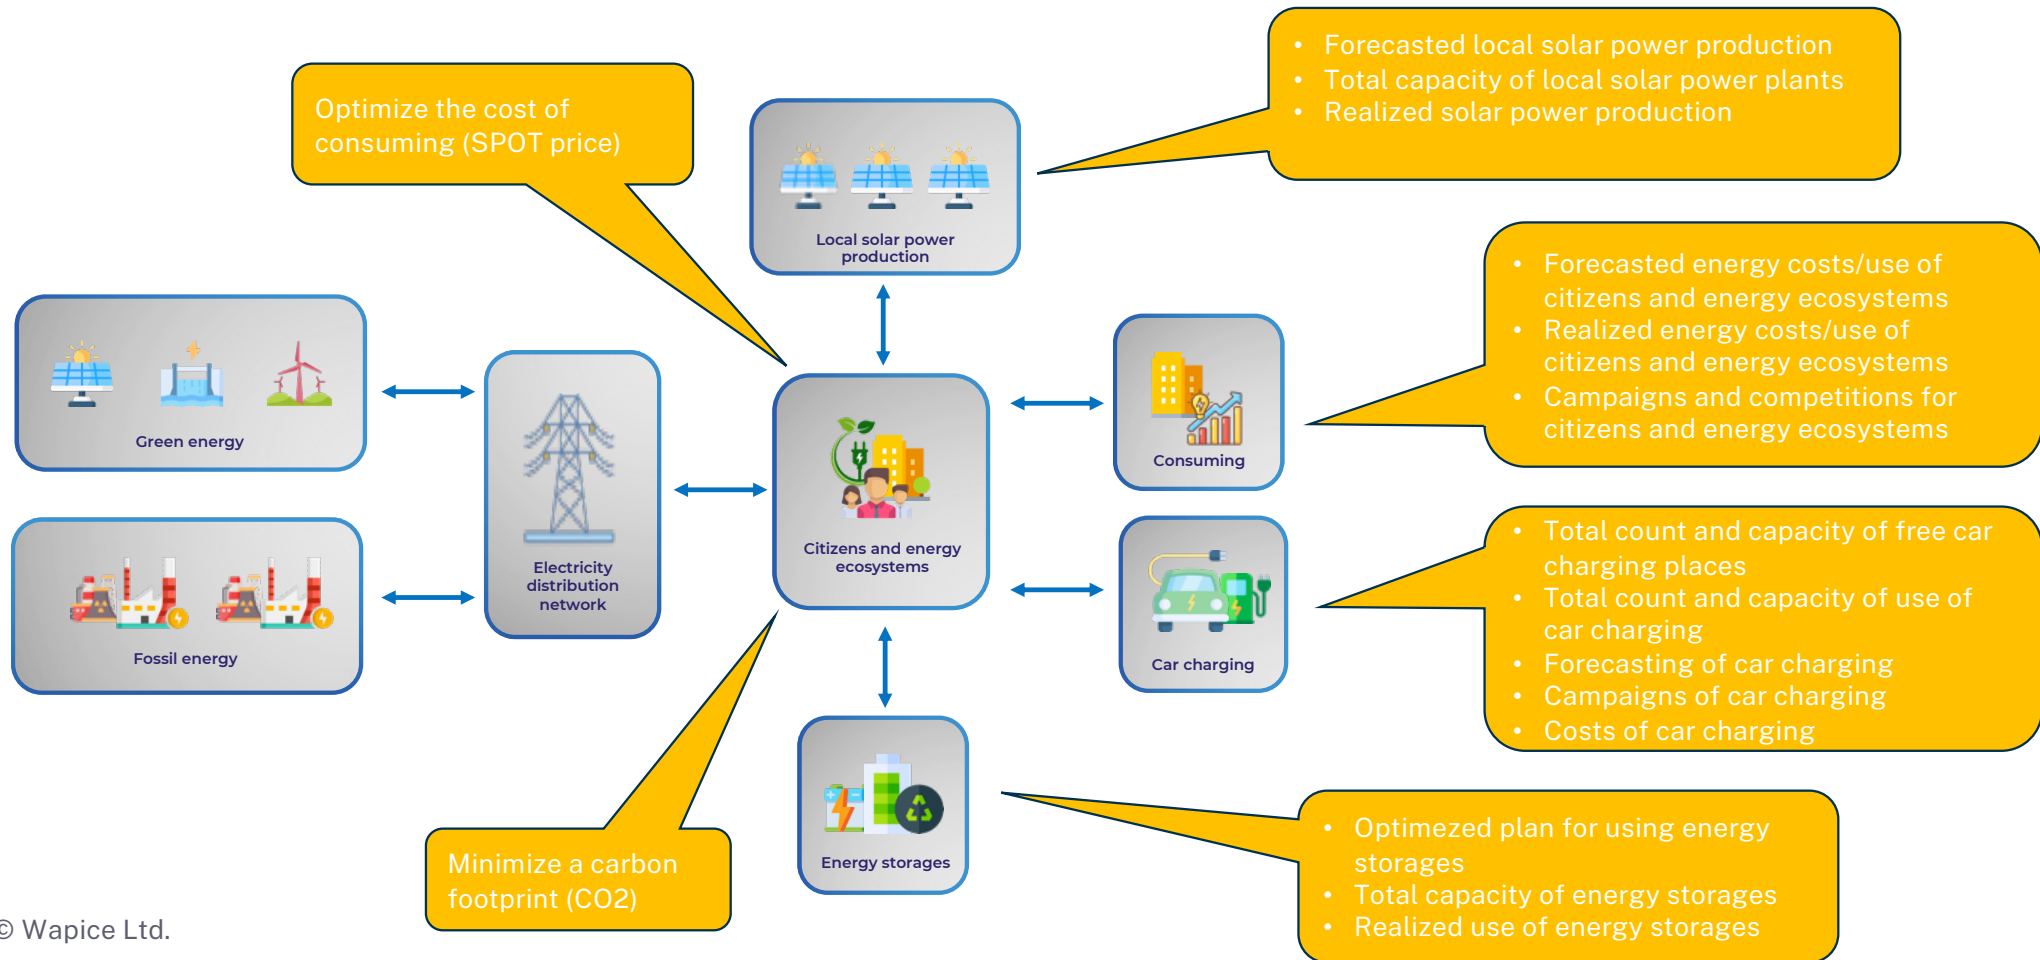 Optimize the cost of
consuming (SPOT price)
• Forecasted local solar power production
• Total capacity of local solar power plants
• Realized solar power production
Local solar power
production
• Forecasted energy costs/use of
citizens and energy ecosystems
• Realized energy costs/use of
citizens and energy ecosystems
• Campaigns and competitions for
citizens and energy ecosystems
Green energy
Consuming
Electricity
distribution
network
Citizens and energy
ecosystems
Fossil energy
Car charging
• Total count and capacity of free car
charging places
• Total count and capacity of use of
car charging
• Forecasting of car charging
• Campaigns of car charging
• Costs of car charging
Minimize a carbon
footprint (CO2)
Energy storages
• Optimezed plan for using energy
storages
• Total capacity of energy storages
• Realized use of energy storages
© Wapice Ltd.